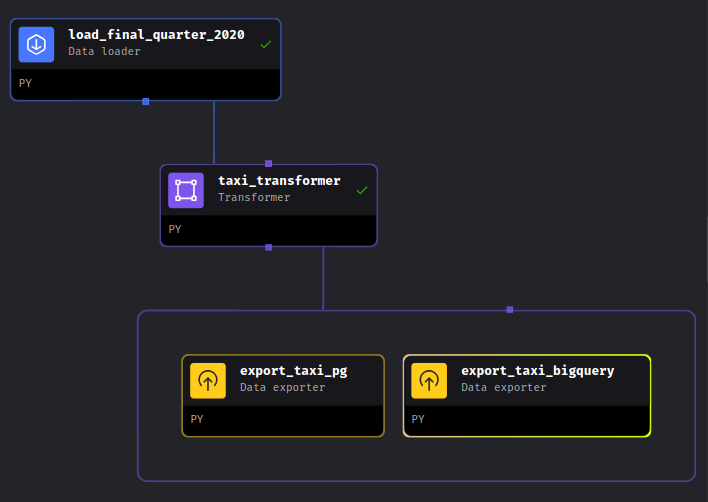 load_final_quarter_2020
Data loader
PY
taxi_transformer
Transformer
PY
export_taxi_pg
Data exporter
PY
export_taxi_bigquery
Data exporter
PY